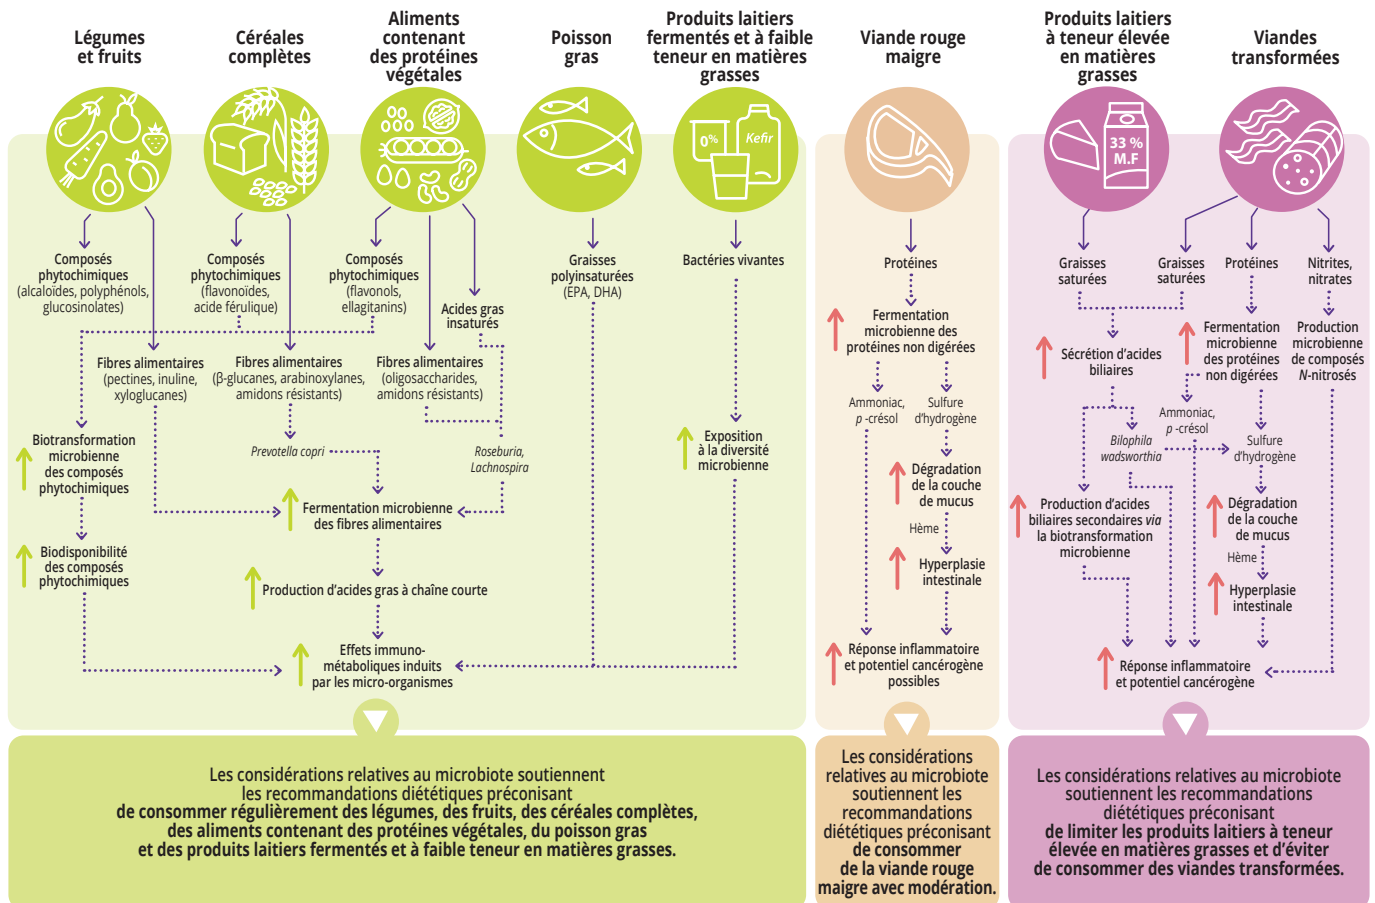 Légumes
et fruits
Céréales
complètes
Aliments
contenant
des protéines
végétales
Poisson
gras
Produits laitiers
fermentés et à faible
teneur en matières
grasses
Viande rouge
maigre
Produits laitiers
à teneur élevée
en matières
grasses
Viandes
transformées
0%
Kefir
33 %
M.F
Composés
phytochimiques
(alcaloïdes, polyphénols,
glucosinolates)
Composés
phytochimiques
(flavonoïdes,
acide férulique)
Composés
phytochimiques
(flavonols,
ellagitanins)
Acides gras
insaturés
Graisses
polyinsaturées
(EPA, DHA)
Bactéries vivantes
Fibres alimentaires
(pectines, inuline,
xyloglucanes)
Fibres alimentaires
(β-glucanes, arabinoxylanes,
amidons résistants)
Fibres alimentaires
(oligosaccharides,
amidons résistants)
Biotransformation
microbienne
des composés
phytochimiques
Prevotella copri
Roseburia,
Lachnospira
Exposition
à la diversité
microbienne
Fermentation microbienne
des fibres alimentaires
Biodisponibilité
des composés
phytochimiques
Production d'acides gras à chaîne courte
Effets immuno-
métaboliques induits
par les micro-organismes
Protéines
Fermentation
microbienne des
protéines non digérées
Ammoniac,
p -crésol
Sulfure
d'hydrogène
Dégradation
de la couche
de mucus
Hème
Hyperplasie
intestinale
Réponse inflammatoire
et potentiel cancérogène
possibles
Graisses
saturées
Graisses
saturées
Protéines
Nitrites,
nitrates
Sécrétion d'acides
biliaires
Fermentation
microbienne
des protéines
non digérées
Production
microbienne
de composés
N-nitrosés
Ammoniac,
p -crésol
Bilophila
wadsworthia
Sulfure
d'hydrogène
Production d'acides
biliaires secondaires via
la biotransformation
microbienne
Dégradation
de la couche
de mucus
Hème
Hyperplasie
intestinale
Réponse inflammatoire
et potentiel cancérogène
Les considérations relatives au microbiote soutiennent
les recommandations diététiques préconisant
de consommer régulièrement des légumes, des fruits, des céréales complètes,
des aliments contenant des protéines végétales, du poisson gras
et des produits laitiers fermentés et à faible teneur en matières grasses.
Les considérations
relatives au microbiote
soutiennent les
recommandations
diététiques préconisant
de consommer
de la viande rouge
maigre avec modération.
Les considérations relatives au microbiote
soutiennent les recommandations
diététiques préconisant
de limiter les produits laitiers à teneur
élevée en matières grasses et d'éviter
de consommer des viandes transformées.